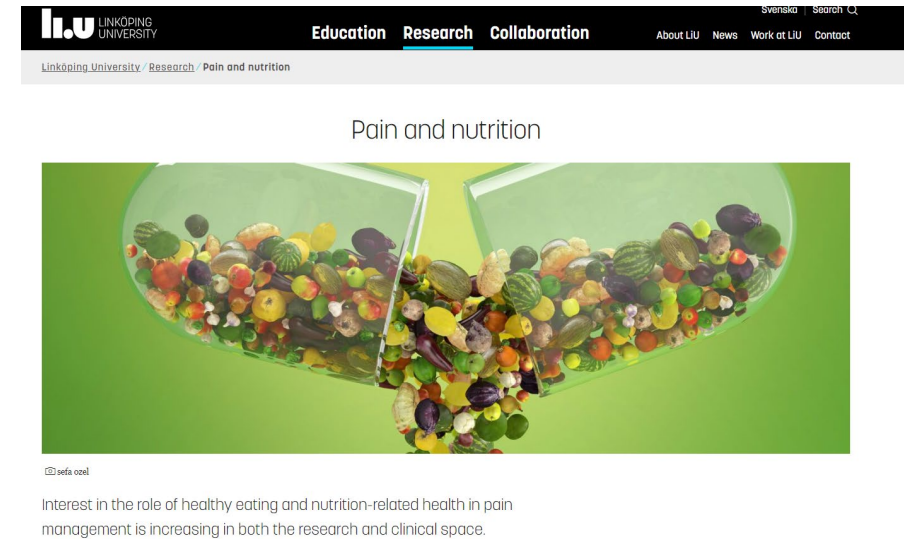 Svenska | Search
LINKÖPING
UNIVERSITY
Education Research Collaboration
About LiU News Work at LiU Contact
Linköping University / Research / Pain and nutrition
Pain and nutrition
sefa ozel
Interest in the role of healthy eating and nutrition-related health in pain
management is increasing in both the research and clinical space.